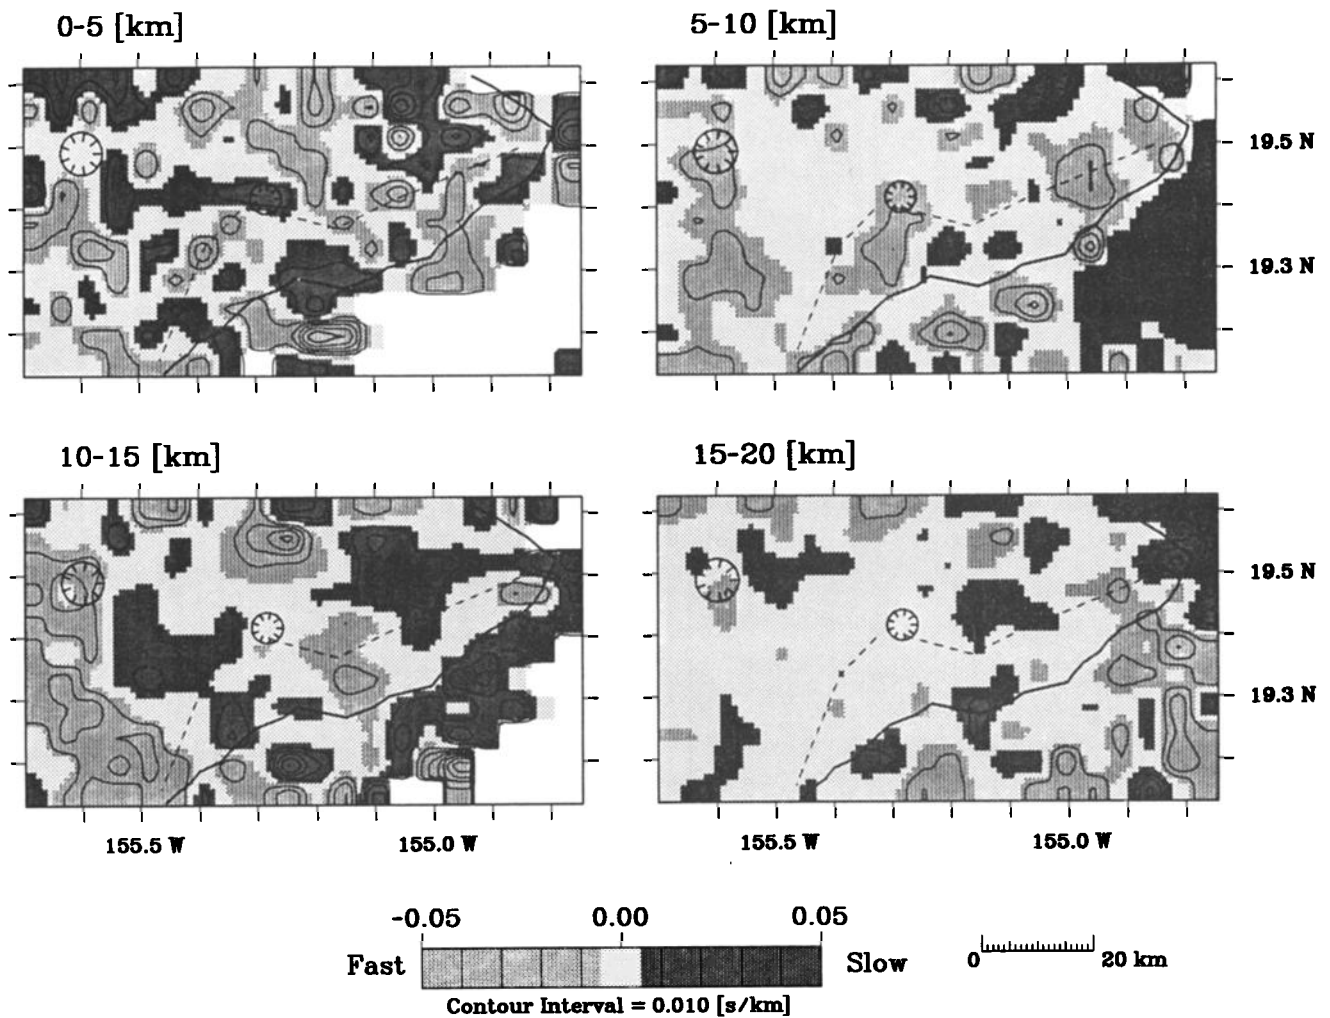 0-5 [km]
5-10 [km]
19.5 N
19.3 N
10-15 [km]
15-20 [km]
19.5 N
19.3 N
155.5 W
155.0 W
155.5 W
155.0 W
-0.05
0.00
0.05
Fast
Slow
0
20 km
Contour Interval = 0.010 [s/km]